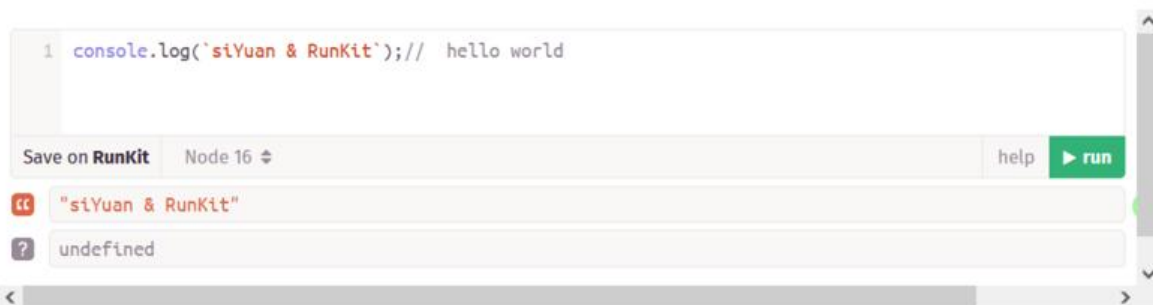 1 console.log(`siYuan & RunKit`);//  hello world
Save on RunKit Node 16 help run
"siYuan & RunKit"
? undefined